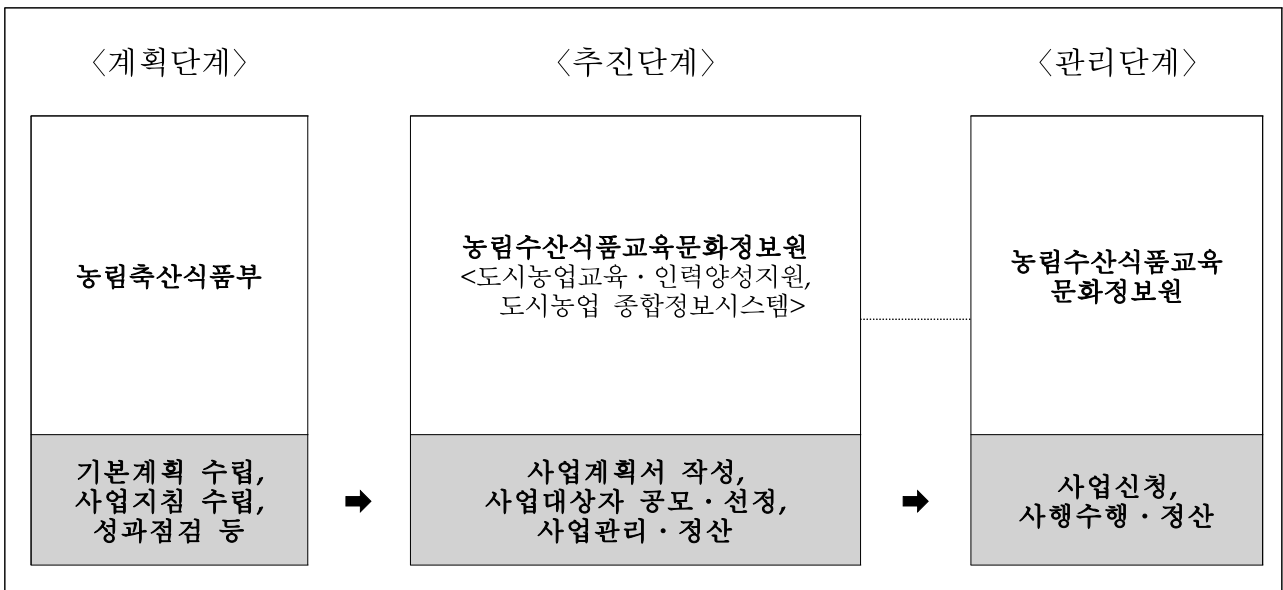 〈계획단계〉
〈추진단계〉
〈관리단계〉
농림축산식품부
농림수산식품교육문화정보원
<도시농업교육·인력양성지원,
도시농업 종합정보시스템>
농림수산식품교육
문화정보원
기본계획 수립,
사업지침 수립,
성과점검 등
➡
사업계획서 작성,
사업대상자 공모·선정,
사업관리·정산
➡
사업신청,
사행수행·정산